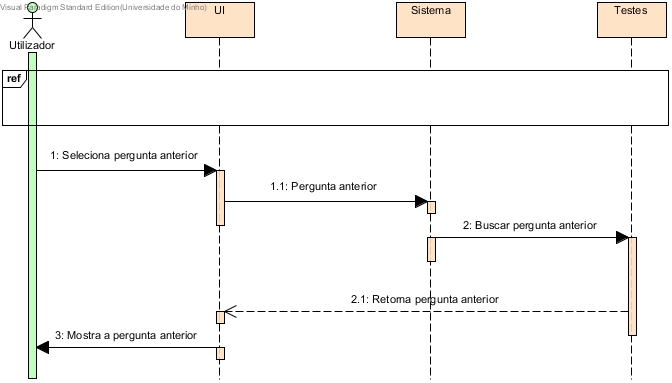 Visual Paradigm Standard Edition(Universidade do Minho)
UI
Sistema
Testes
Utilizador
ref
1: Seleciona pergunta anterior
1.1: Pergunta anterior
2: Buscar pergunta anterior
2.1: Retorna pergunta anterior
3: Mostra a pergunta anterior